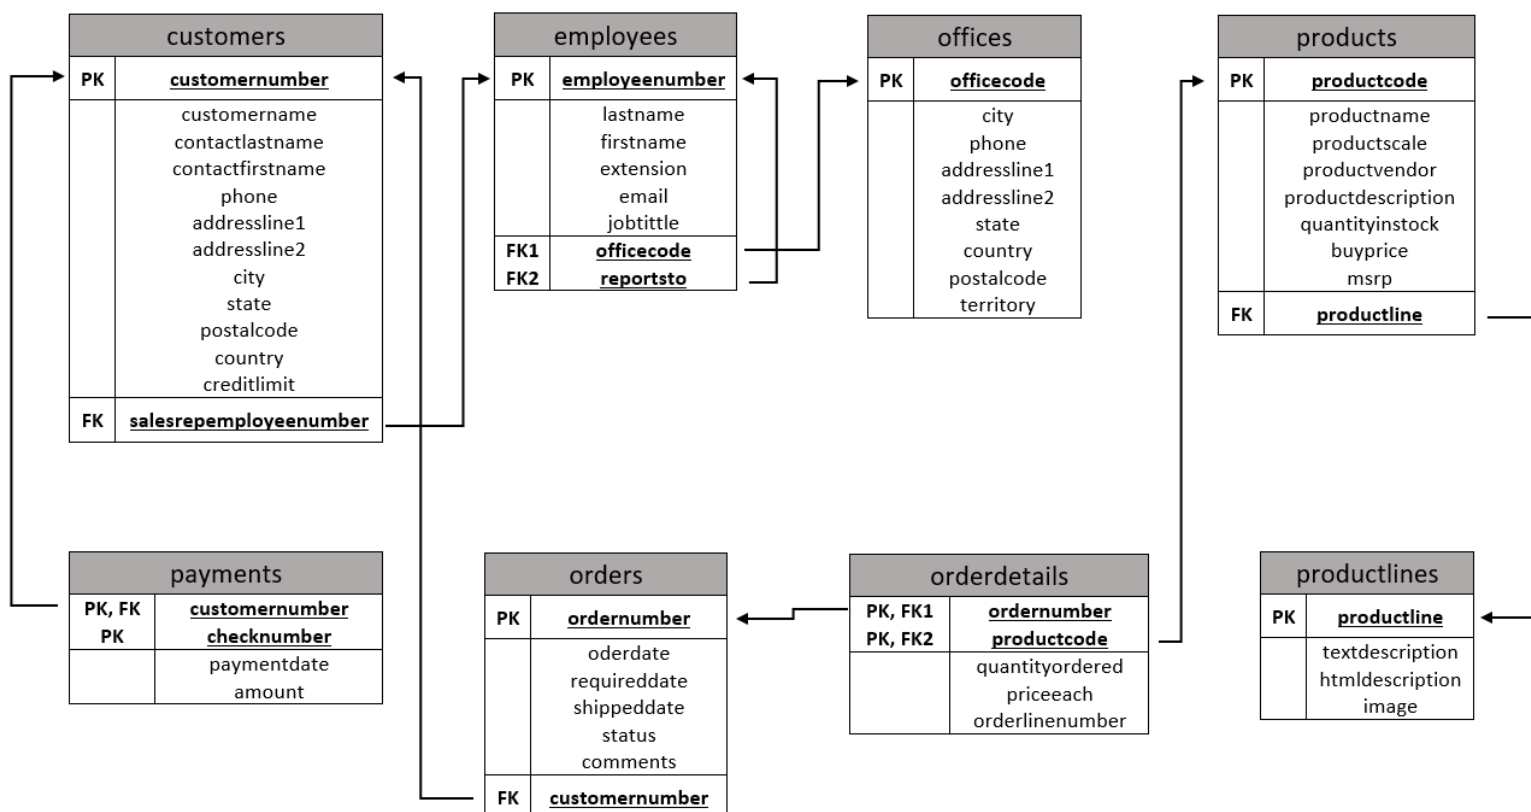 customers
PK customernumber
customername
contactlastname
contactfirstname
phone
addressline1
addressline2
city
state
postalcode
country
creditlimit
FK salesrepemployeenumber
employees
PK employeenumber
lastname
firstname
extension
email
jobtittle
FK1 officecode
FK2 reportsto
offices
PK officecode
city
phone
addressline1
addressline2
state
country
postalcode
territory
products
PK productcode
productname
productscale
productvendor
productdescription
quantityinstock
buyprice
msrp
FK productline
payments
PK, FK customernumber
PK checknumber
paymentdate
amount
orders
PK ordernumber
oderdate
requireddate
shippeddate
status
comments
FK customernumber
orderdetails
PK, FK1 ordernumber
PK, FK2 productcode
quantityordered
priceeach
orderlinenumber
productlines
PK productline
textdescription
htmldescription
image